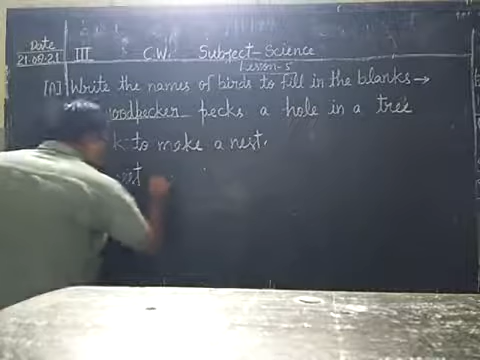 Date
21.09.21 III C.W. Subject-Science
Lesson-5
[A] Write the names of birds to fill in the blanks→
woodpecker pecks a hole in a tree
to make a nest.